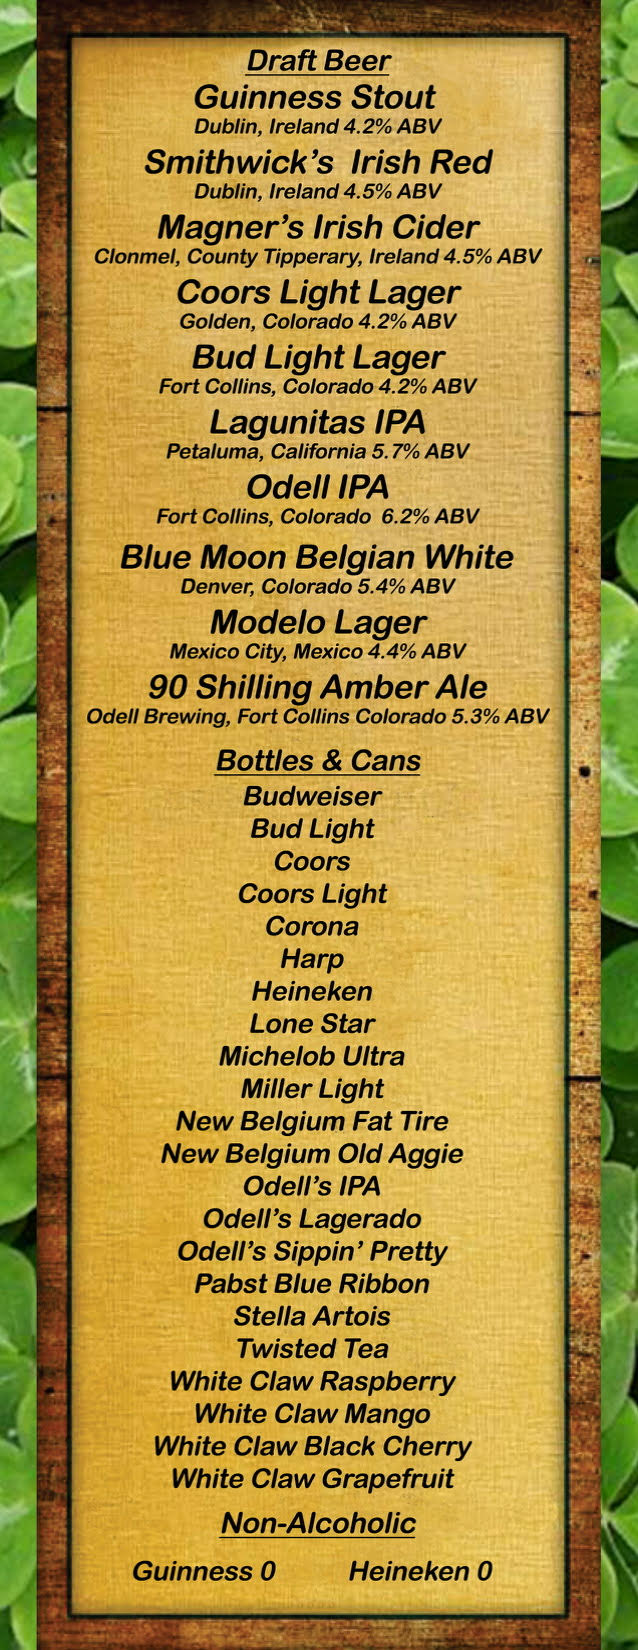 Draft Beer
Guinness Stout
Dublin, Ireland 4.2% ABV
Smithwick's  Irish Red
Dublin, Ireland 4.5% ABV
Magner's Irish Cider
Clonmel, County Tipperary, Ireland 4.5% ABV
Coors Light Lager
Golden, Colorado 4.2% ABV
Bud Light Lager
Fort Collins, Colorado 4.2% ABV
Lagunitas IPA
Petaluma, California 5.7% ABV
Odell IPA
Fort Collins, Colorado  6.2% ABV
Blue Moon Belgian White
Denver, Colorado 5.4% ABV
Modelo Lager
Mexico City, Mexico 4.4% ABV
90 Shilling Amber Ale
Odell Brewing, Fort Collins Colorado 5.3% ABV
Bottles & Cans
Budweiser
Bud Light
Coors
Coors Light
Corona
Harp
Heineken
Lone Star
Michelob Ultra
Miller Light
New Belgium Fat Tire
New Belgium Old Aggie
Odell's IPA
Odell's Lagerado
Odell's Sippin' Pretty
Pabst Blue Ribbon
Stella Artois
Twisted Tea
White Claw Raspberry
White Claw Mango
White Claw Black Cherry
White Claw Grapefruit
Non-Alcoholic
Guinness 0 Heineken 0